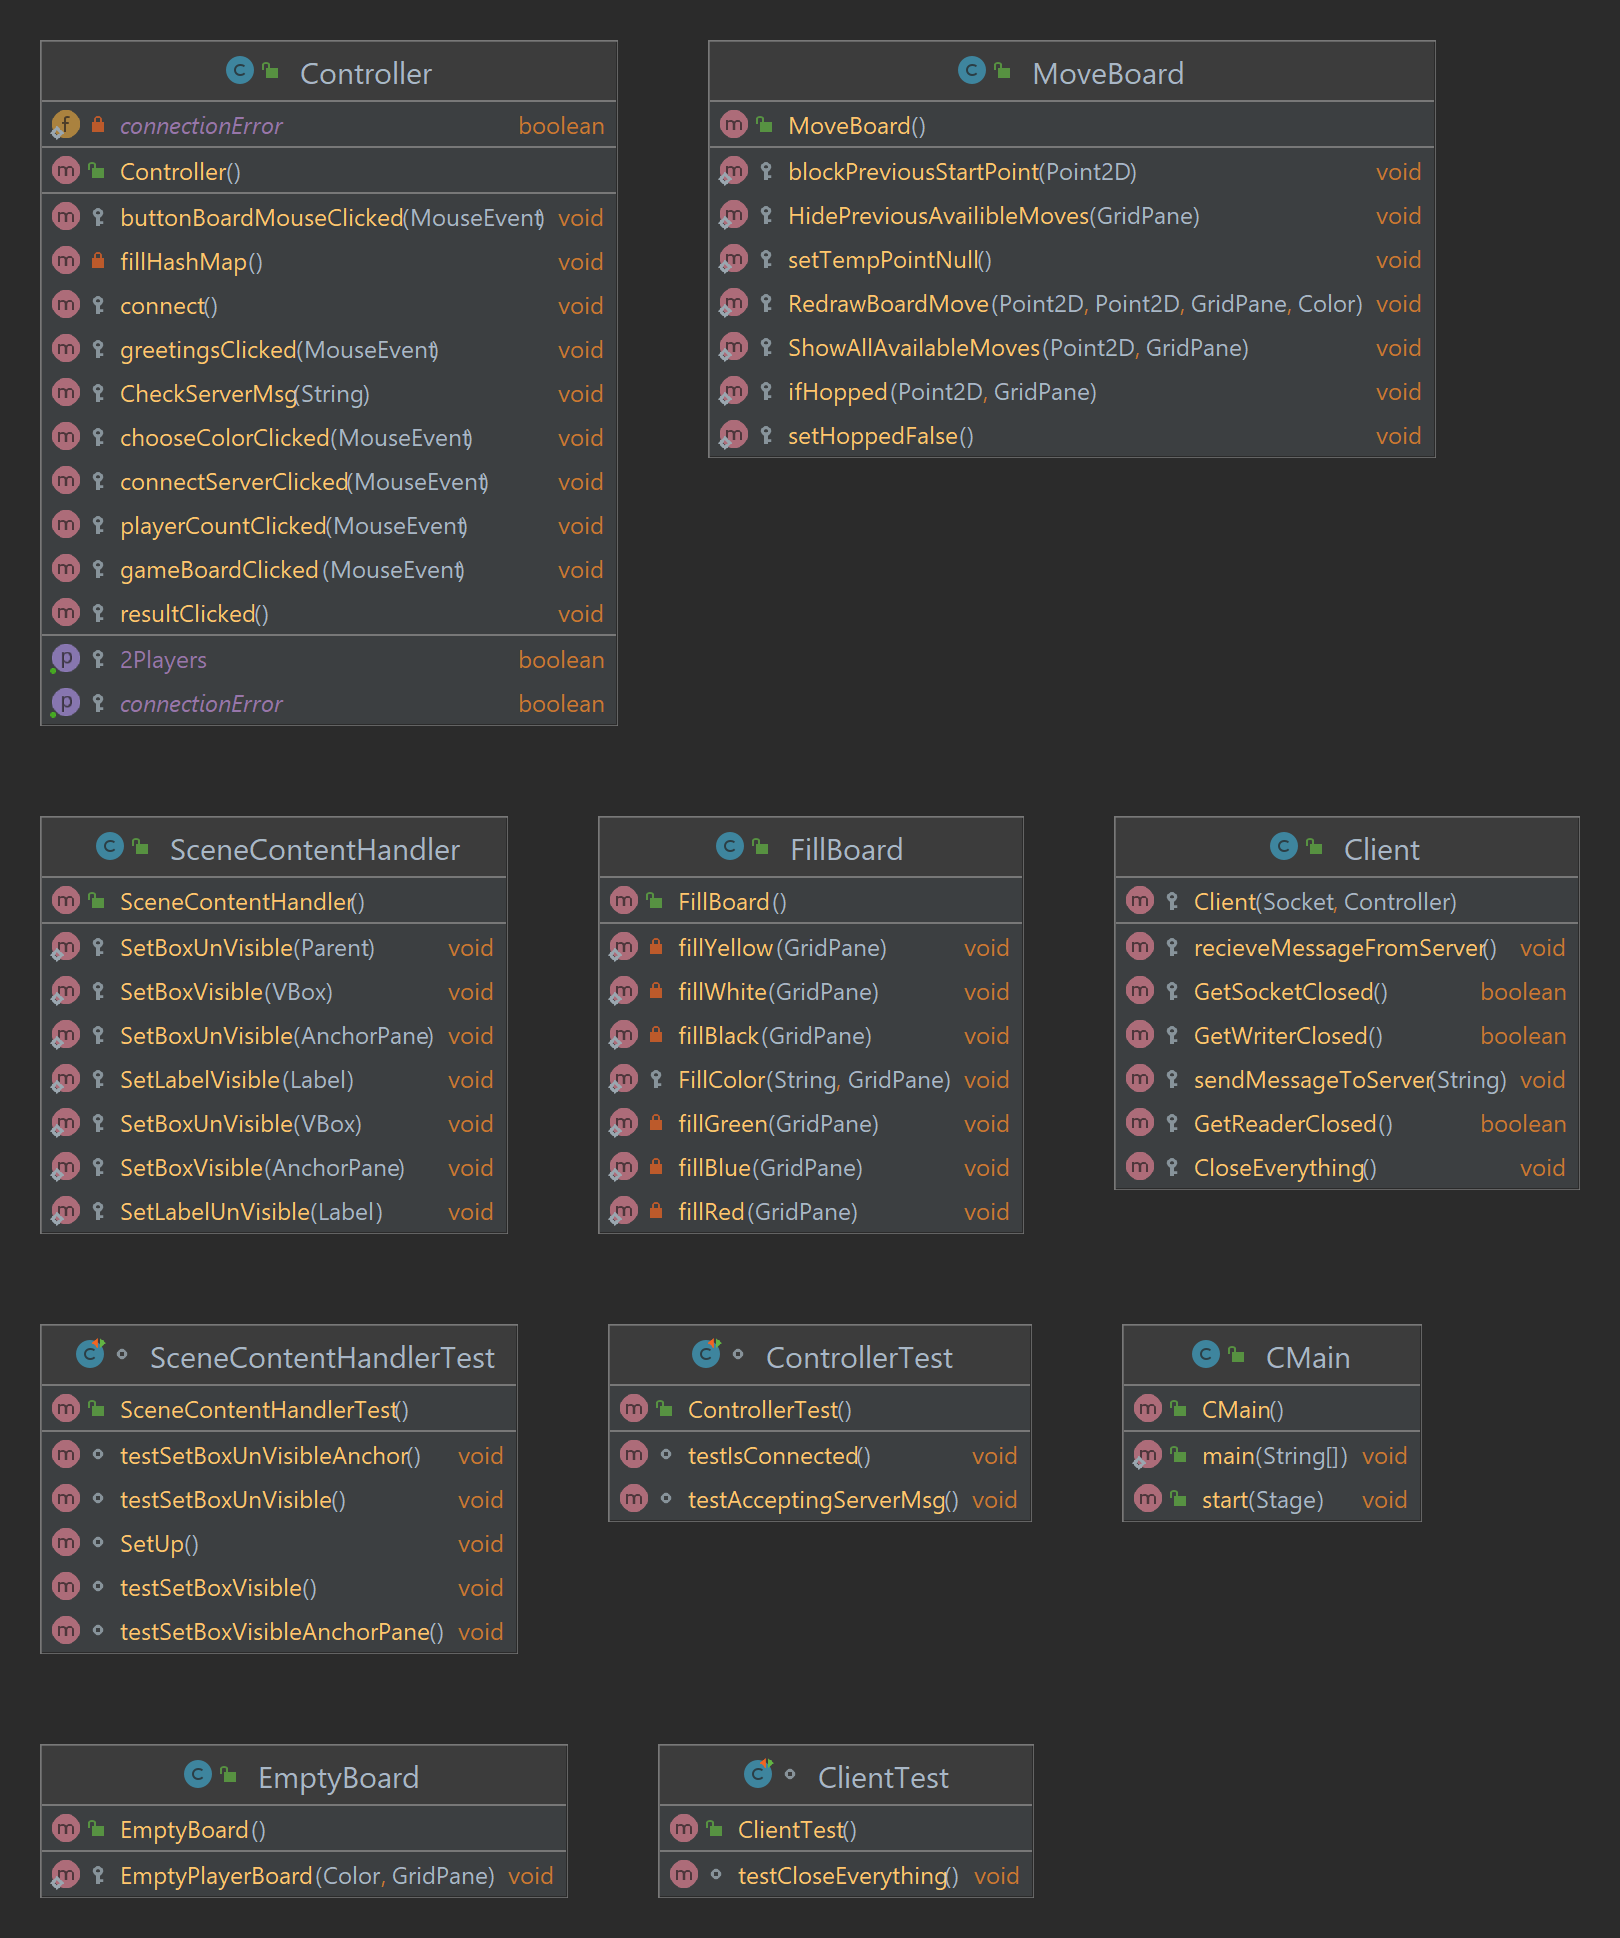 Controller
connectionError boolean
Controller()
buttonBoardMouseClicked(MouseEvent) void
fillHashMap() void
connect() void
greetingsClicked(MouseEvent) void
CheckServerMsg(String) void
chooseColorClicked(MouseEvent) void
connectServerClicked(MouseEvent) void
playerCountClicked(MouseEvent) void
gameBoardClicked(MouseEvent) void
resultClicked() void
2Players boolean
connectionError boolean
MoveBoard
MoveBoard()
blockPreviousStartPoint(Point2D) void
HidePreviousAvailibleMoves(GridPane) void
setTempPointNull() void
RedrawBoardMove(Point2D, Point2D, GridPane, Color) void
ShowAllAvailableMoves(Point2D, GridPane) void
ifHopped(Point2D, GridPane) void
setHoppedFalse() void
SceneContentHandler
SceneContentHandler()
SetBoxUnVisible(Parent) void
SetBoxVisible(VBox) void
SetBoxUnVisible(AnchorPane) void
SetLabelVisible(Label) void
SetBoxUnVisible(VBox) void
SetBoxVisible(AnchorPane) void
SetLabelUnVisible(Label) void
FillBoard
FillBoard()
fillYellow(GridPane) void
fillWhite(GridPane) void
fillBlack(GridPane) void
FillColor(String, GridPane) void
fillGreen(GridPane) void
fillBlue(GridPane) void
fillRed(GridPane) void
Client
Client(Socket, Controller)
recieveMessageFromServer() void
GetSocketClosed() boolean
GetWriterClosed() boolean
sendMessageToServer(String) void
GetReaderClosed() boolean
CloseEverything() void
SceneContentHandlerTest
SceneContentHandlerTest()
testSetBoxUnVisibleAnchor() void
testSetBoxUnVisible() void
SetUp() void
testSetBoxVisible() void
testSetBoxVisibleAnchorPane() void
ControllerTest
ControllerTest()
testIsConnected() void
testAcceptingServerMsg() void
CMain
CMain()
main(String[]) void
start(Stage) void
EmptyBoard
EmptyBoard()
EmptyPlayerBoard(Color, GridPane) void
ClientTest
ClientTest()
testCloseEverything() void